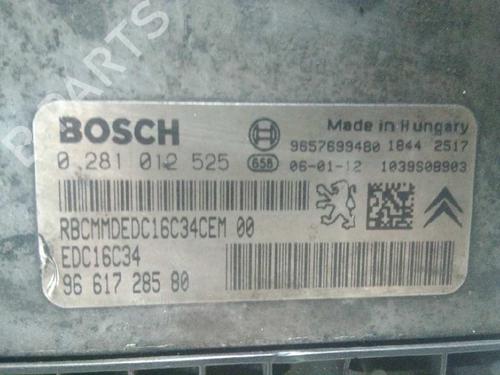 B PARTS
BOSCH
Made in Hungary
9657699480 1844 2517
0 281 012 525 658 06-01-12 1039S08903
RBCMMDEDC16C34CEM 00
EDC16C34
96 617 285 80